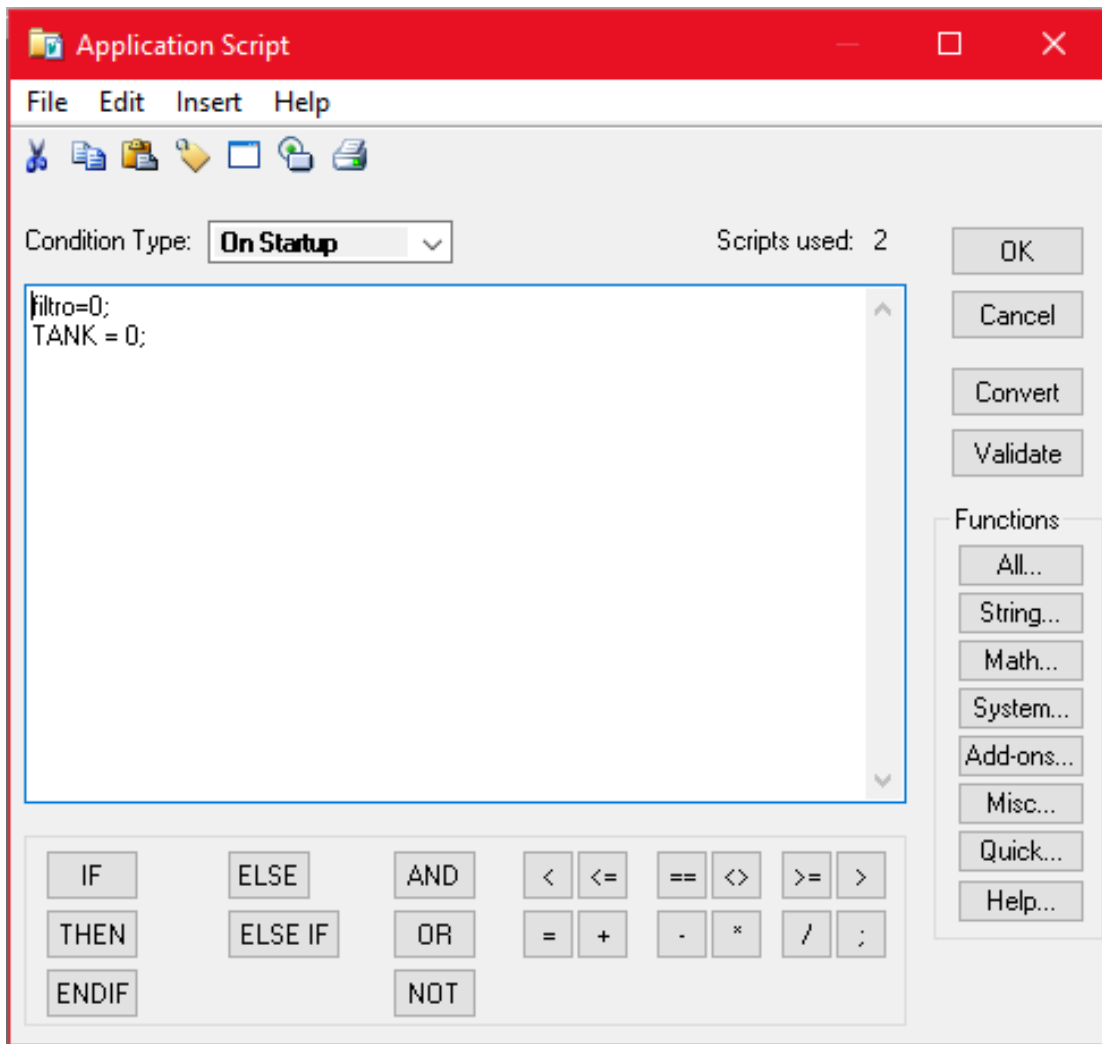 Application Script
File Edit Insert Help
Condition Type: On Startup Scripts used: 2
filtro=0;
TANK = 0;
OK
Cancel
Convert
Validate
Functions
All...
String...
Math...
System...
Add-ons...
Misc...
Quick...
Help...
IF ELSE AND < <= == <> >= >
THEN ELSE IF OR = + - * / ;
ENDIF NOT